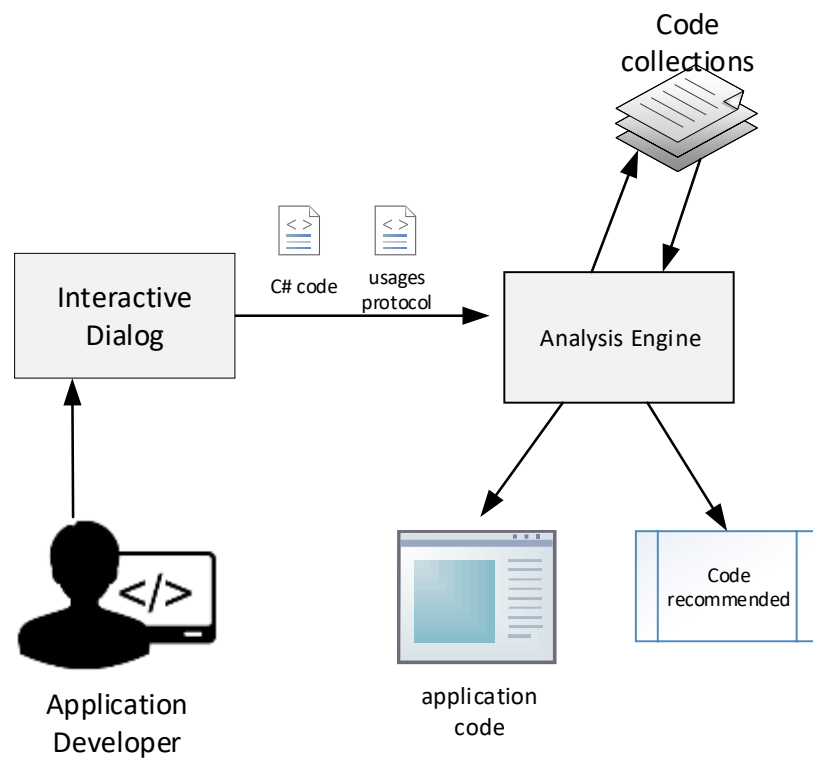 Code
collections
< >
< >
C# code
usages
protocol
Interactive
Dialog
Analysis Engine
</>
Code
recommended
application
code
Application
Developer